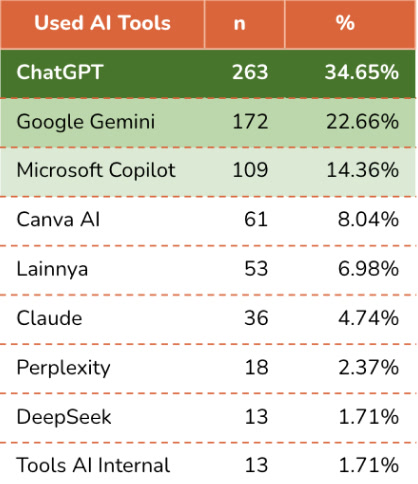 Used AI Tools n %
ChatGPT 263 34.65%
Google Gemini 172 22.66%
Microsoft Copilot 109 14.36%
Canva AI 61 8.04%
Lainnya 53 6.98%
Claude 36 4.74%
Perplexity 18 2.37%
DeepSeek 13 1.71%
Tools AI Internal 13 1.71%